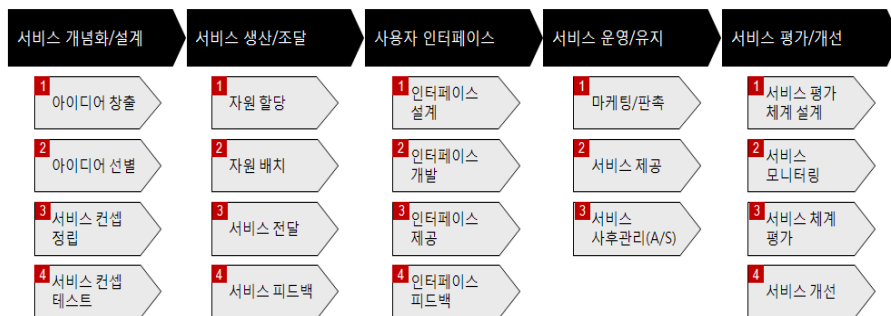 서비스 개념화/설계
1
아이디어 창출
2
아이디어 선별
3
서비스 컨셉
정립
4
서비스 컨셉
테스트
서비스 생산/조달
1
자원 할당
2
자원 배치
3
서비스 전달
4
서비스 피드백
사용자 인터페이스
1
인터페이스
설계
2
인터페이스
개발
3
인터페이스
제공
4
인터페이스
피드백
서비스 운영/유지
1
마케팅/판촉
2
서비스 제공
3
서비스
사후관리(A/S)
서비스 평가/개선
1
서비스 평가
체계 설계
2
서비스
모니터링
3
서비스 체계
평가
4
서비스 개선